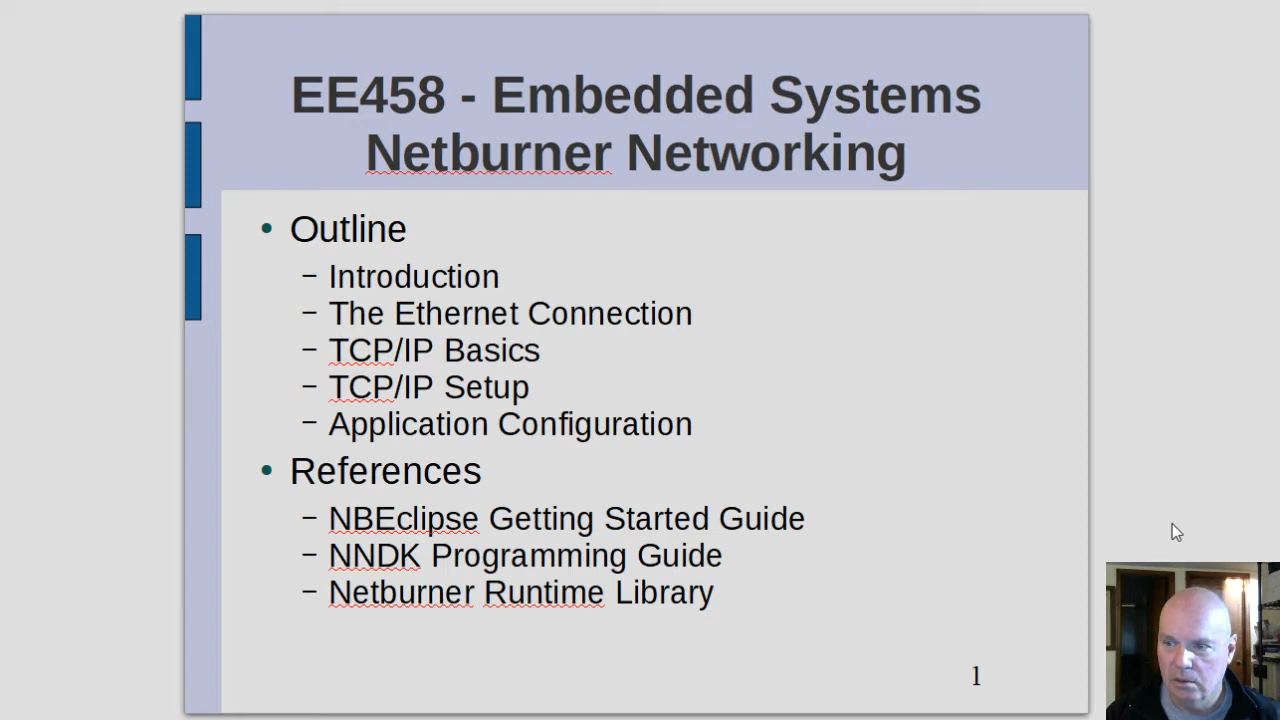 EE458 - Embedded Systems
Netburner Networking
• Outline
– Introduction
– The Ethernet Connection
– TCP/IP Basics
– TCP/IP Setup
– Application Configuration
• References
– NBEclipse Getting Started Guide
– NNDK Programming Guide
– Netburner Runtime Library
1